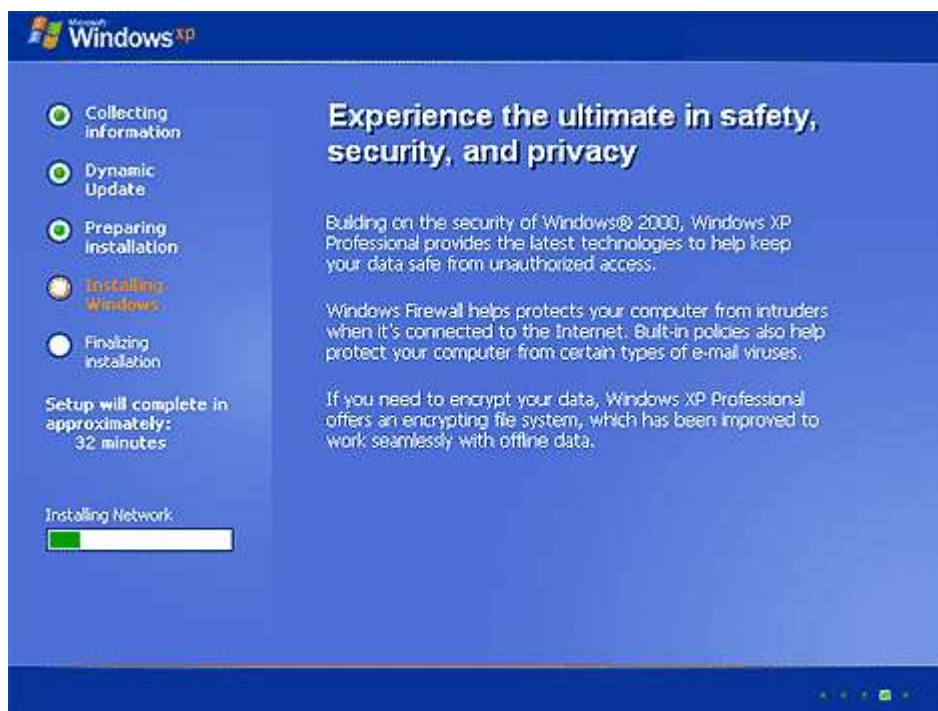 Microsoft
Windows xp
Collecting
information
Dynamic
Update
Preparing
installation
Installing
Windows
Finalizing
installation
Setup will complete in
approximately:
32 minutes
Installing Network
Experience the ultimate in safety,
security, and privacy
Building on the security of Windows® 2000, Windows XP
Professional provides the latest technologies to help keep
your data safe from unauthorized access.
Windows Firewall helps protects your computer from intruders
when it's connected to the Internet. Built-in policies also help
protect your computer from certain types of e-mail viruses.
If you need to encrypt your data, Windows XP Professional
offers an encrypting file system, which has been improved to
work seamlessly with offline data.